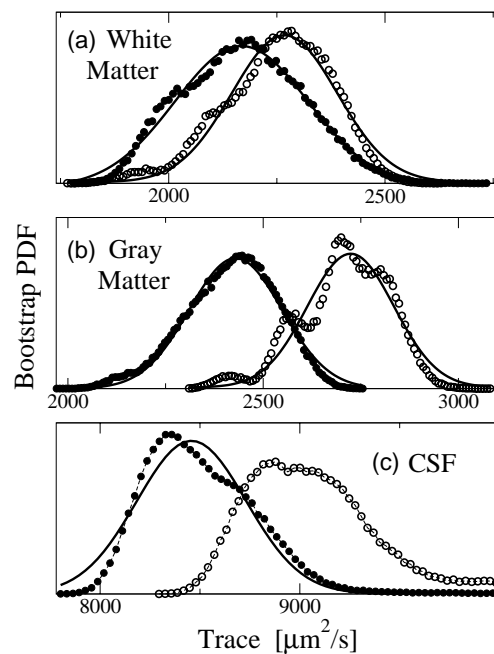 (a) White
Matter
2000
2500
(b) Gray
Matter
2000
2500
3000
(c) CSF
8000
9000
Bootstrap PDF
Trace [μm²/s]